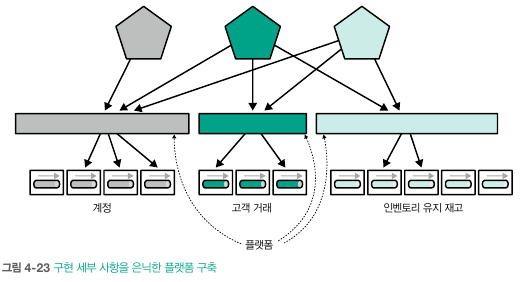 계정
고객 거래
인벤토리 유지 재고
플랫폼
그림 4-23 구현 세부 사항을 은닉한 플랫폼 구축